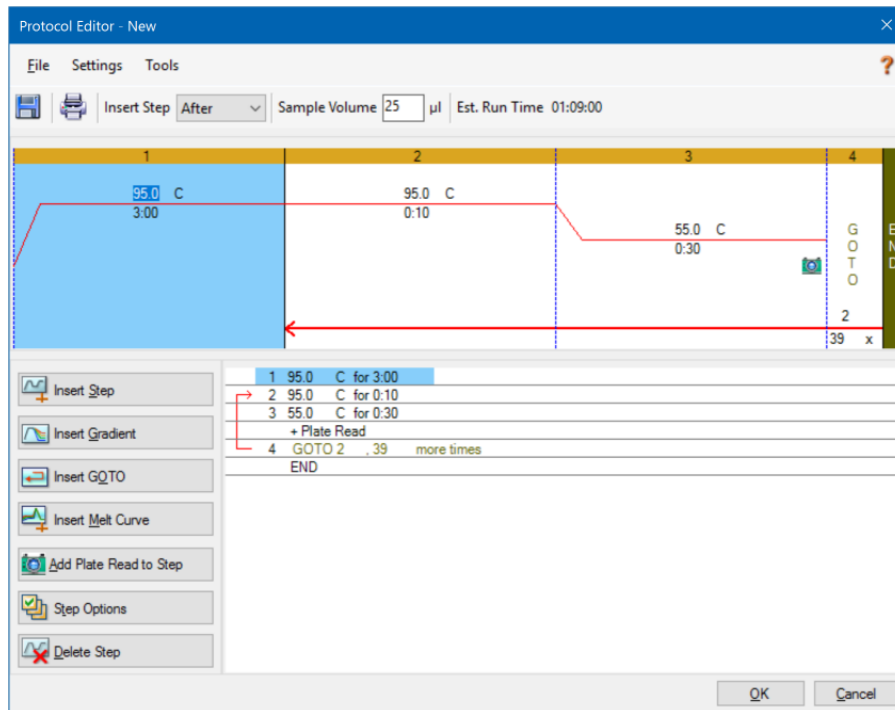 Protocol Editor - New
File Settings Tools
?
Insert Step After Sample Volume 25 µl Est. Run Time 01:09:00
1 2 3 4
95.0 C
3:00
95.0 C
0:10
55.0 C
0:30
GOTO
2
39 x
END
Insert Step
Insert Gradient
Insert GOTO
Insert Melt Curve
Add Plate Read to Step
Step Options
Delete Step
1 95.0 C for 3:00
2 95.0 C for 0:10
3 55.0 C for 0:30
+ Plate Read
4 GOTO 2 , 39 more times
END
OK Cancel